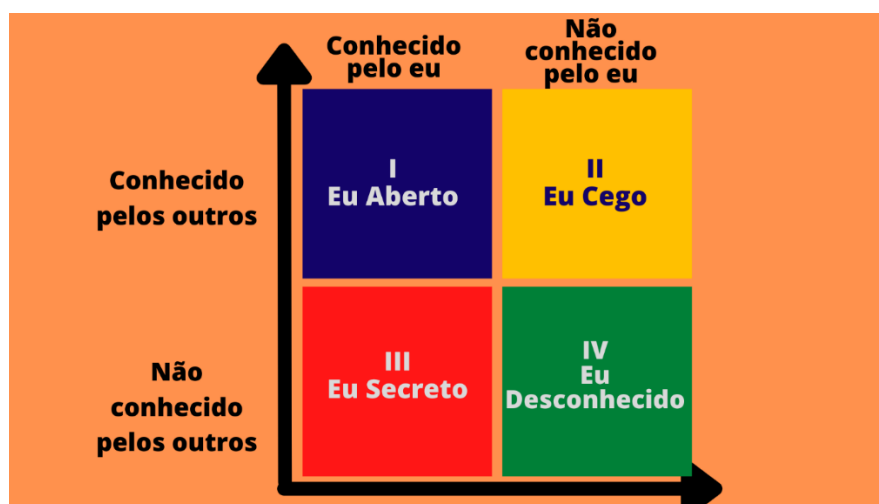 Conhecido
pelo eu
Não
conhecido
pelo eu
Conhecido
pelos outros
I
Eu Aberto
II
Eu Cego
Não
conhecido
pelos outros
III
Eu Secreto
IV
Eu
Desconhecido